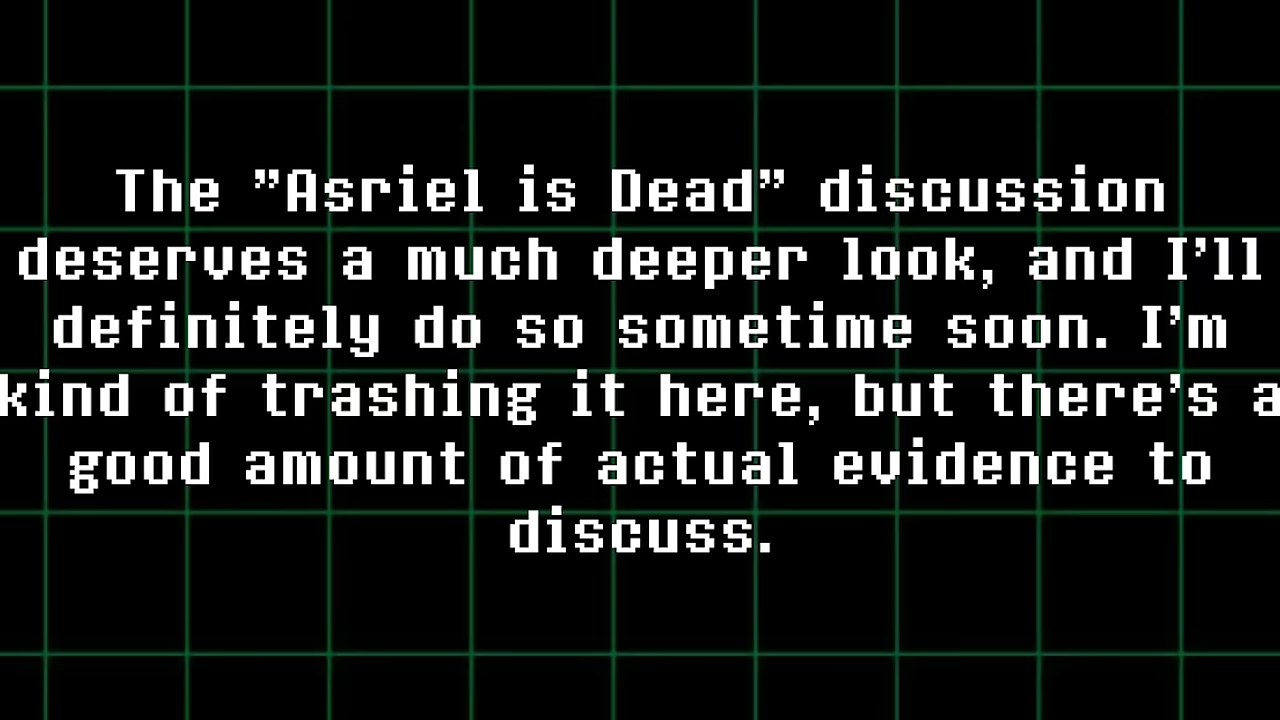 The "Asriel is Dead" discussion
deserves a much deeper look, and I'll
definitely do so sometime soon. I'm
kind of trashing it here, but there's a
good amount of actual evidence to
discuss.